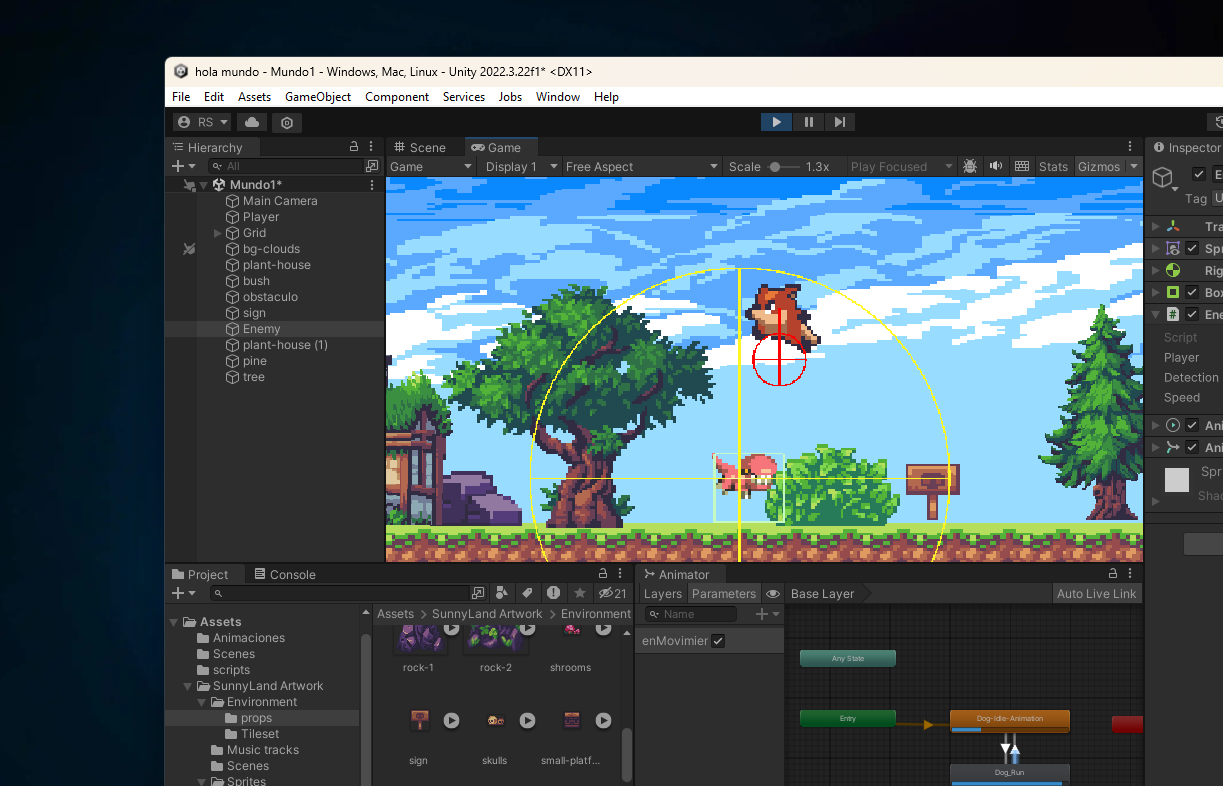 hola mundo - Mundo1 - Windows, Mac, Linux - Unity 2022.3.22f1* <DX11>
File Edit Assets GameObject Component Services Jobs Window Help
RS
Hierarchy
All
Mundo1*
Main Camera
Player
Grid
bg-clouds
plant-house
bush
obstaculo
sign
Enemy
plant-house (1)
pine
tree
Scene Game
Game Display 1 Free Aspect Scale 1.3x Play Focused Stats Gizmos
Inspector
E
Tag U
Tra
Spr
Rig
Box
Ene
Script
Player
Detection
Speed
Ani
Ani
Spr
Sha
Project Console
21
Assets
Animaciones
Scenes
scripts
SunnyLand Artwork
Environment
props
Tileset
Music tracks
Scenes
Sprites
Assets > SunnyLand Artwork > Environment
rock-1 rock-2 shrooms
sign skulls small-platf...
Animator
Layers Parameters Base Layer Auto Live Link
Name
enMovimier
Any State
Entry Dog-Idle-Animation
Dog_Run